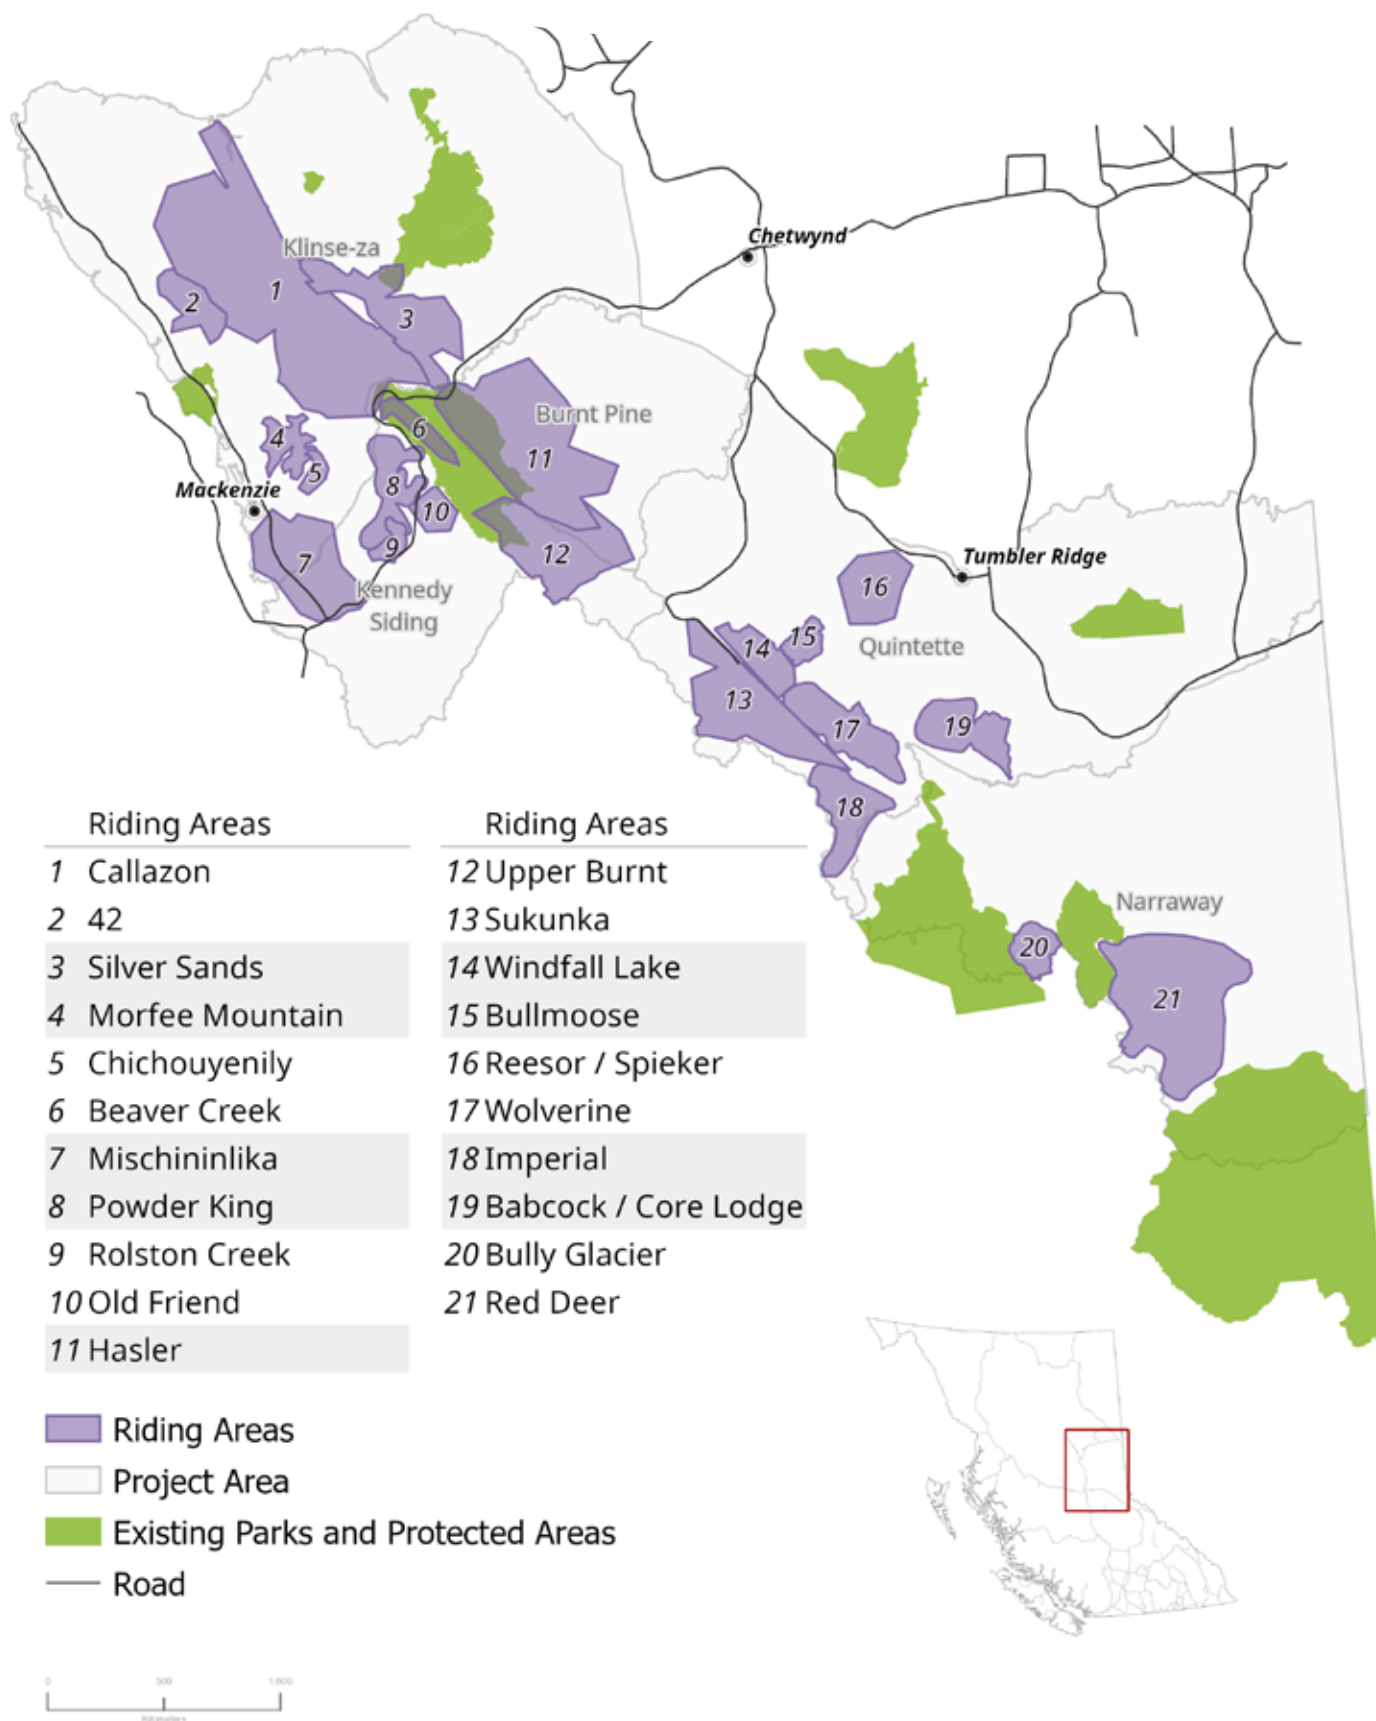 Chetwynd
Klinse-za
1
2
3
Burnt Pine
6
4
11
5
8
Mackenzie
10
9
12
7
Tumbler Ridge
Kennedy
Siding
16
15
14
Quintette
13
17
19
18
Narraway
20
21
Riding Areas
1 Callazon
2 42
3 Silver Sands
4 Morfee Mountain
5 Chichouyenily
6 Beaver Creek
7 Mischininlika
8 Powder King
9 Rolston Creek
10 Old Friend
11 Hasler
Riding Areas
12 Upper Burnt
13 Sukunka
14 Windfall Lake
15 Bullmoose
16 Reesor / Spieker
17 Wolverine
18 Imperial
19 Babcock / Core Lodge
20 Bully Glacier
21 Red Deer
Riding Areas
Project Area
Existing Parks and Protected Areas
Road
0 500 1,000
Kilometers